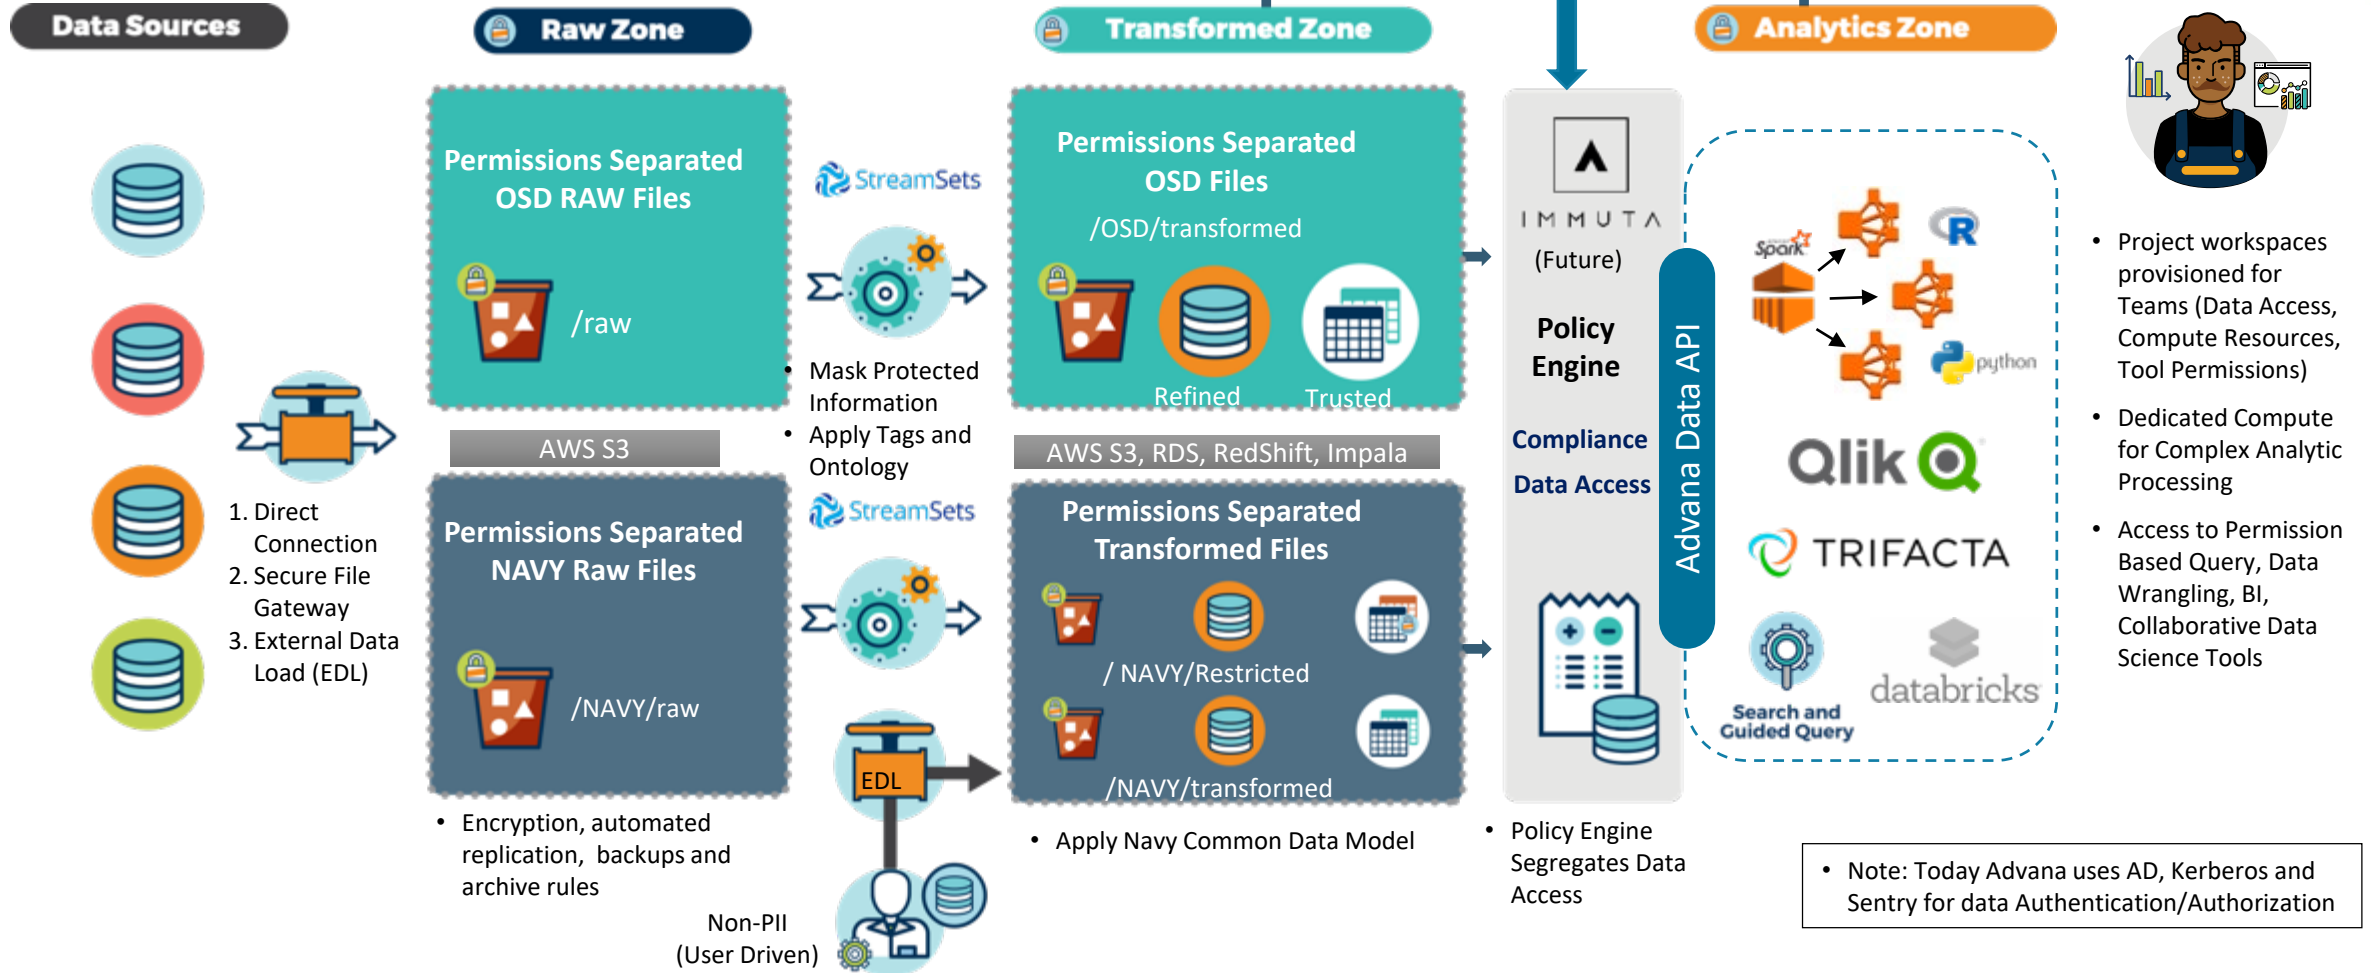 Data Sources
Raw Zone
Transformed Zone
Analytics Zone
Permissions Separated
OSD RAW Files
/raw
AWS S3
Permissions Separated
NAVY Raw Files
/NAVY/raw
• Encryption, automated
replication, backups and
archive rules
1. Direct
Connection
2. Secure File
Gateway
3. External Data
Load (EDL)
StreamSets
• Mask Protected
Information
• Apply Tags and
Ontology
StreamSets
EDL
Non-PII
(User Driven)
Permissions Separated
OSD Files
/OSD/transformed
Refined
Trusted
AWS S3, RDS, RedShift, Impala
Permissions Separated
Transformed Files
/ NAVY/Restricted
/NAVY/transformed
• Apply Navy Common Data Model
IMMUTA
(Future)
Policy
Engine
Compliance
Data Access
• Policy Engine
Segregates Data
Access
Advana Data API
Spark
R
python
Qlik
TRIFACTA
Search and
Guided Query
databricks
• Project workspaces
provisioned for
Teams (Data Access,
Compute Resources,
Tool Permissions)
• Dedicated Compute
for Complex Analytic
Processing
• Access to Permission
Based Query, Data
Wrangling, BI,
Collaborative Data
Science Tools
• Note: Today Advana uses AD, Kerberos and
Sentry for data Authentication/Authorization